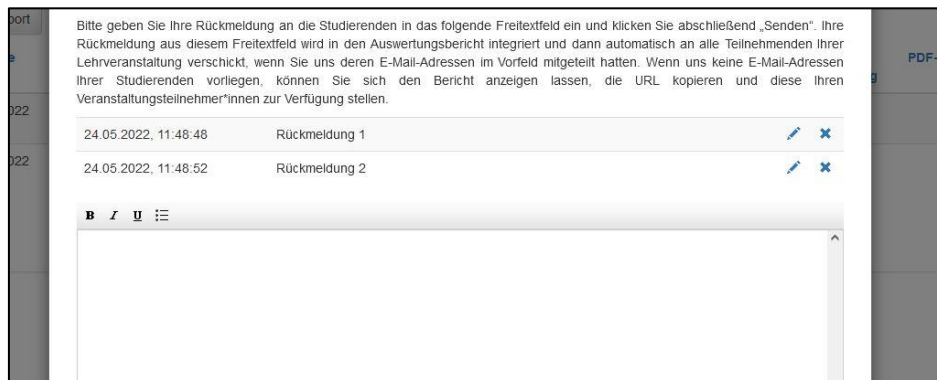 port
Bitte geben Sie Ihre Rückmeldung an die Studierenden in das folgende Freitextfeld ein und klicken Sie abschließend „Senden“. Ihre
Rückmeldung aus diesem Freitextfeld wird in den Auswertungsbericht integriert und dann automatisch an alle Teilnehmenden Ihrer
Lehrveranstaltung verschickt, wenn Sie uns deren E-Mail-Adressen im Vorfeld mitgeteilt hatten. Wenn uns keine E-Mail-Adressen
Ihrer Studierenden vorliegen, können Sie sich den Bericht anzeigen lassen, die URL kopieren und diese Ihren
Veranstaltungsteilnehmer*innen zur Verfügung stellen.
e
PDF-
g
022
24.05.2022, 11:48:48 Rückmeldung 1
022
24.05.2022, 11:48:52 Rückmeldung 2
B I U